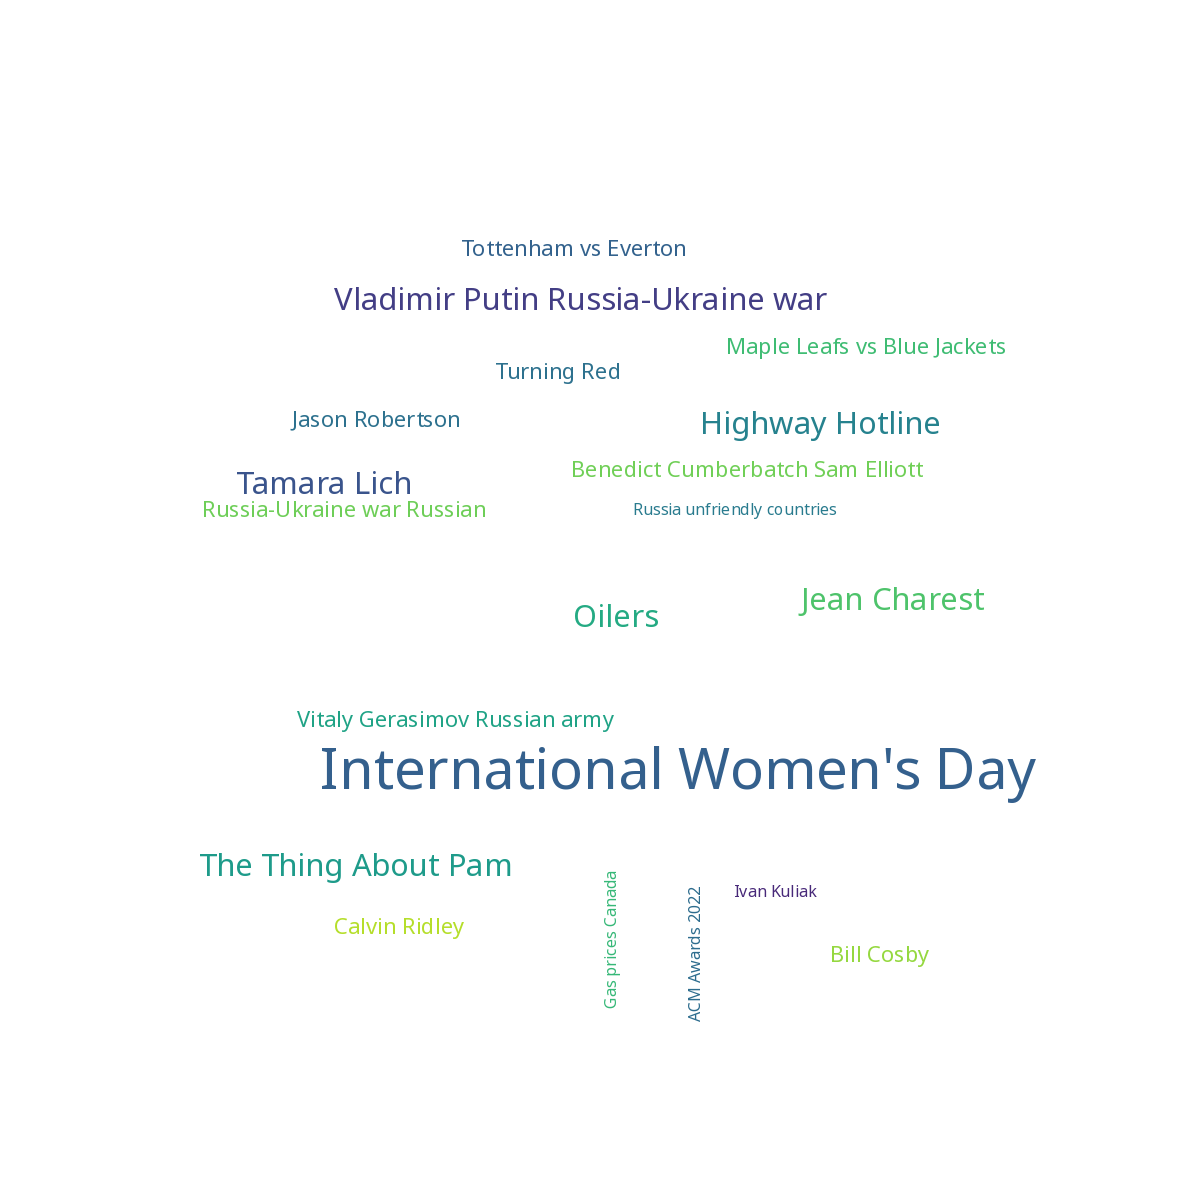 Tottenham vs Everton
Vladimir Putin Russia-Ukraine war
Maple Leafs vs Blue Jackets
Turning Red
Jason Robertson
Highway Hotline
Benedict Cumberbatch Sam Elliott
Tamara Lich
Russia-Ukraine war Russian
Russia unfriendly countries
Jean Charest
Oilers
Vitaly Gerasimov Russian army
International Women's Day
The Thing About Pam
Gas prices Canada
ACM Awards 2022
Ivan Kuliak
Calvin Ridley
Bill Cosby